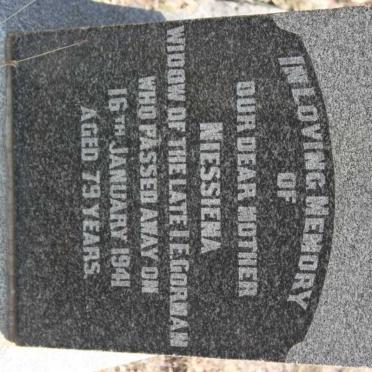 IN LOVING MEMORY
OF
OUR DEAR MOTHER
NIESSIENA
WIDOW OF THE LATE I.E. GORMAN
WHO PASSED AWAY ON
16TH JANUARY 1941
AGED 79 YEARS.